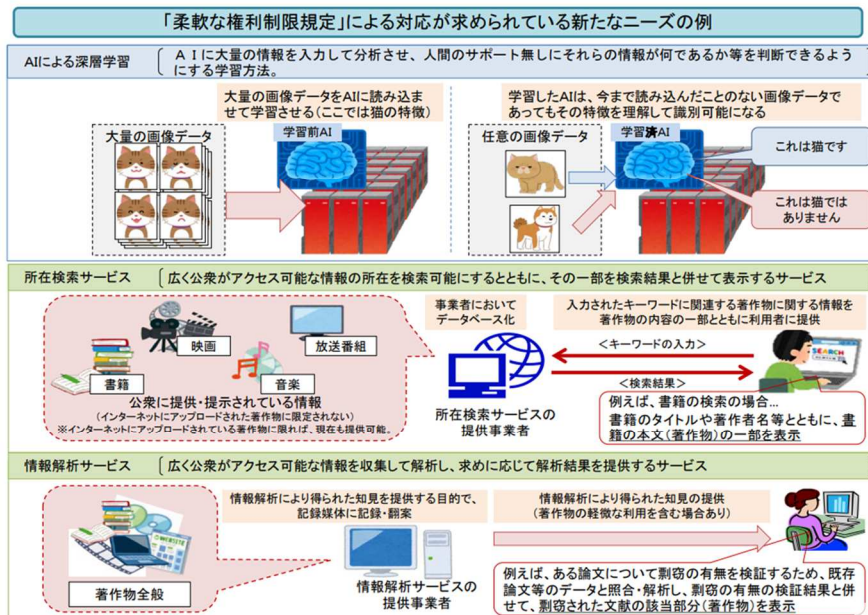 「柔軟な権利制限規定」による対応が求められている新たなニーズの例
AIによる深層学習
ＡＩに大量の情報を入力して分析させ、人間のサポート無しにそれらの情報が何であるか等を判断できるよう
にする学習方法。
大量の画像データをAIに読み込ま
せて学習させる(ここでは猫の特徴)
大量の画像データ
学習前AI
学習したAIは、今まで読み込んだことのない画像データで
あってもその特徴を理解して識別可能になる
任意の画像データ
学習済AI
これは猫です
これは猫では
ありません
所在検索サービス
広く公衆がアクセス可能な情報の所在を検索可能にするとともに、その一部を検索結果と併せて表示するサービス
映画
放送番組
書籍
音楽
公衆に提供・提示されている情報
(インターネットにアップロードされた著作物に限定されない)
※インターネットにアップロードされている著作物に限れば、現在も提供可能。
事業者において
データベース化
所在検索サービスの
提供事業者
入力されたキーワードに関連する著作物に関する情報を
著作物の内容の一部とともに利用者に提供
＜キーワードの入力＞
＜検索結果＞
SEARCH
例えば、書籍の検索の場合…
書籍のタイトルや著作者名等とともに、書
籍の本文(著作物)の一部を表示
情報解析サービス
広く公衆がアクセス可能な情報を収集して解析し、求めに応じて解析結果を提供するサービス
WEBSITE
著作物全般
情報解析により得られた知見を提供する目的で、
記録媒体に記録・翻案
情報解析サービスの
提供事業者
情報解析により得られた知見の提供
(著作物の軽微な利用を含む場合あり)
例えば、ある論文について剽窃の有無を検証するため、既存
論文等のデータと照合・解析し、剽窃の有無の検証結果と併
せて、剽窃された文献の該当部分(著作物)を表示